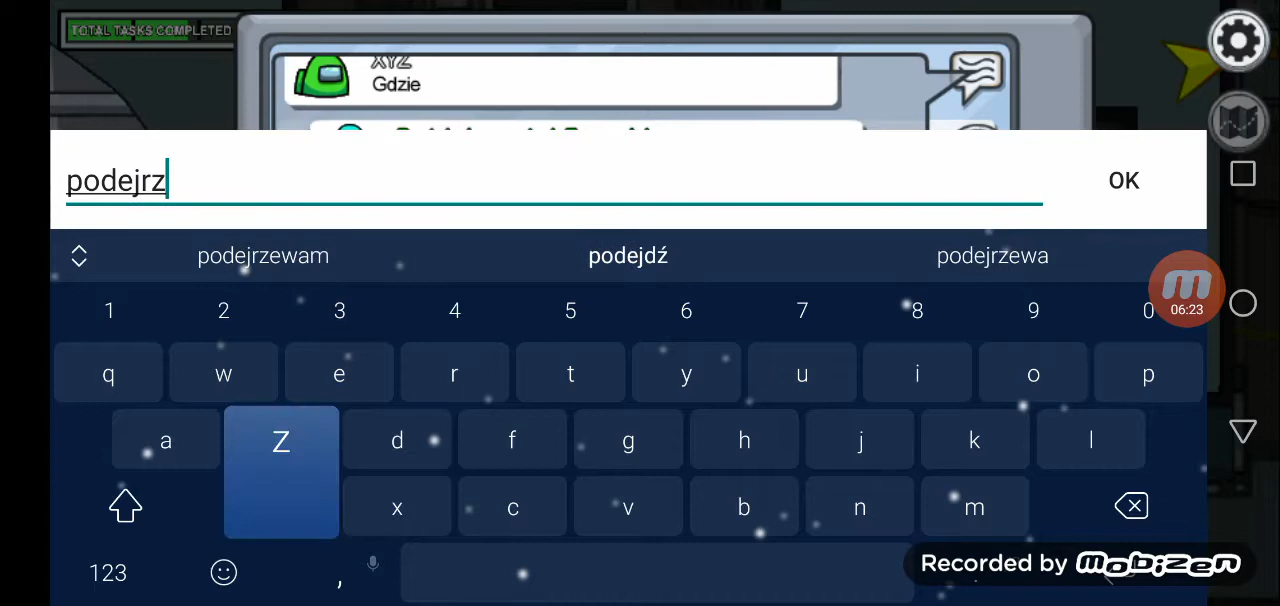 TOTAL TASKS COMPLETED
XYZ
Gdzie
podejrz
OK
podejrzewam podejdź podejrzewa
1 2 3 4 5 6 7 8 9 0
06:23
q w e r t y u i o p
a Z d f g h j k l
x c v b n m
123 , .
Recorded by mobizen